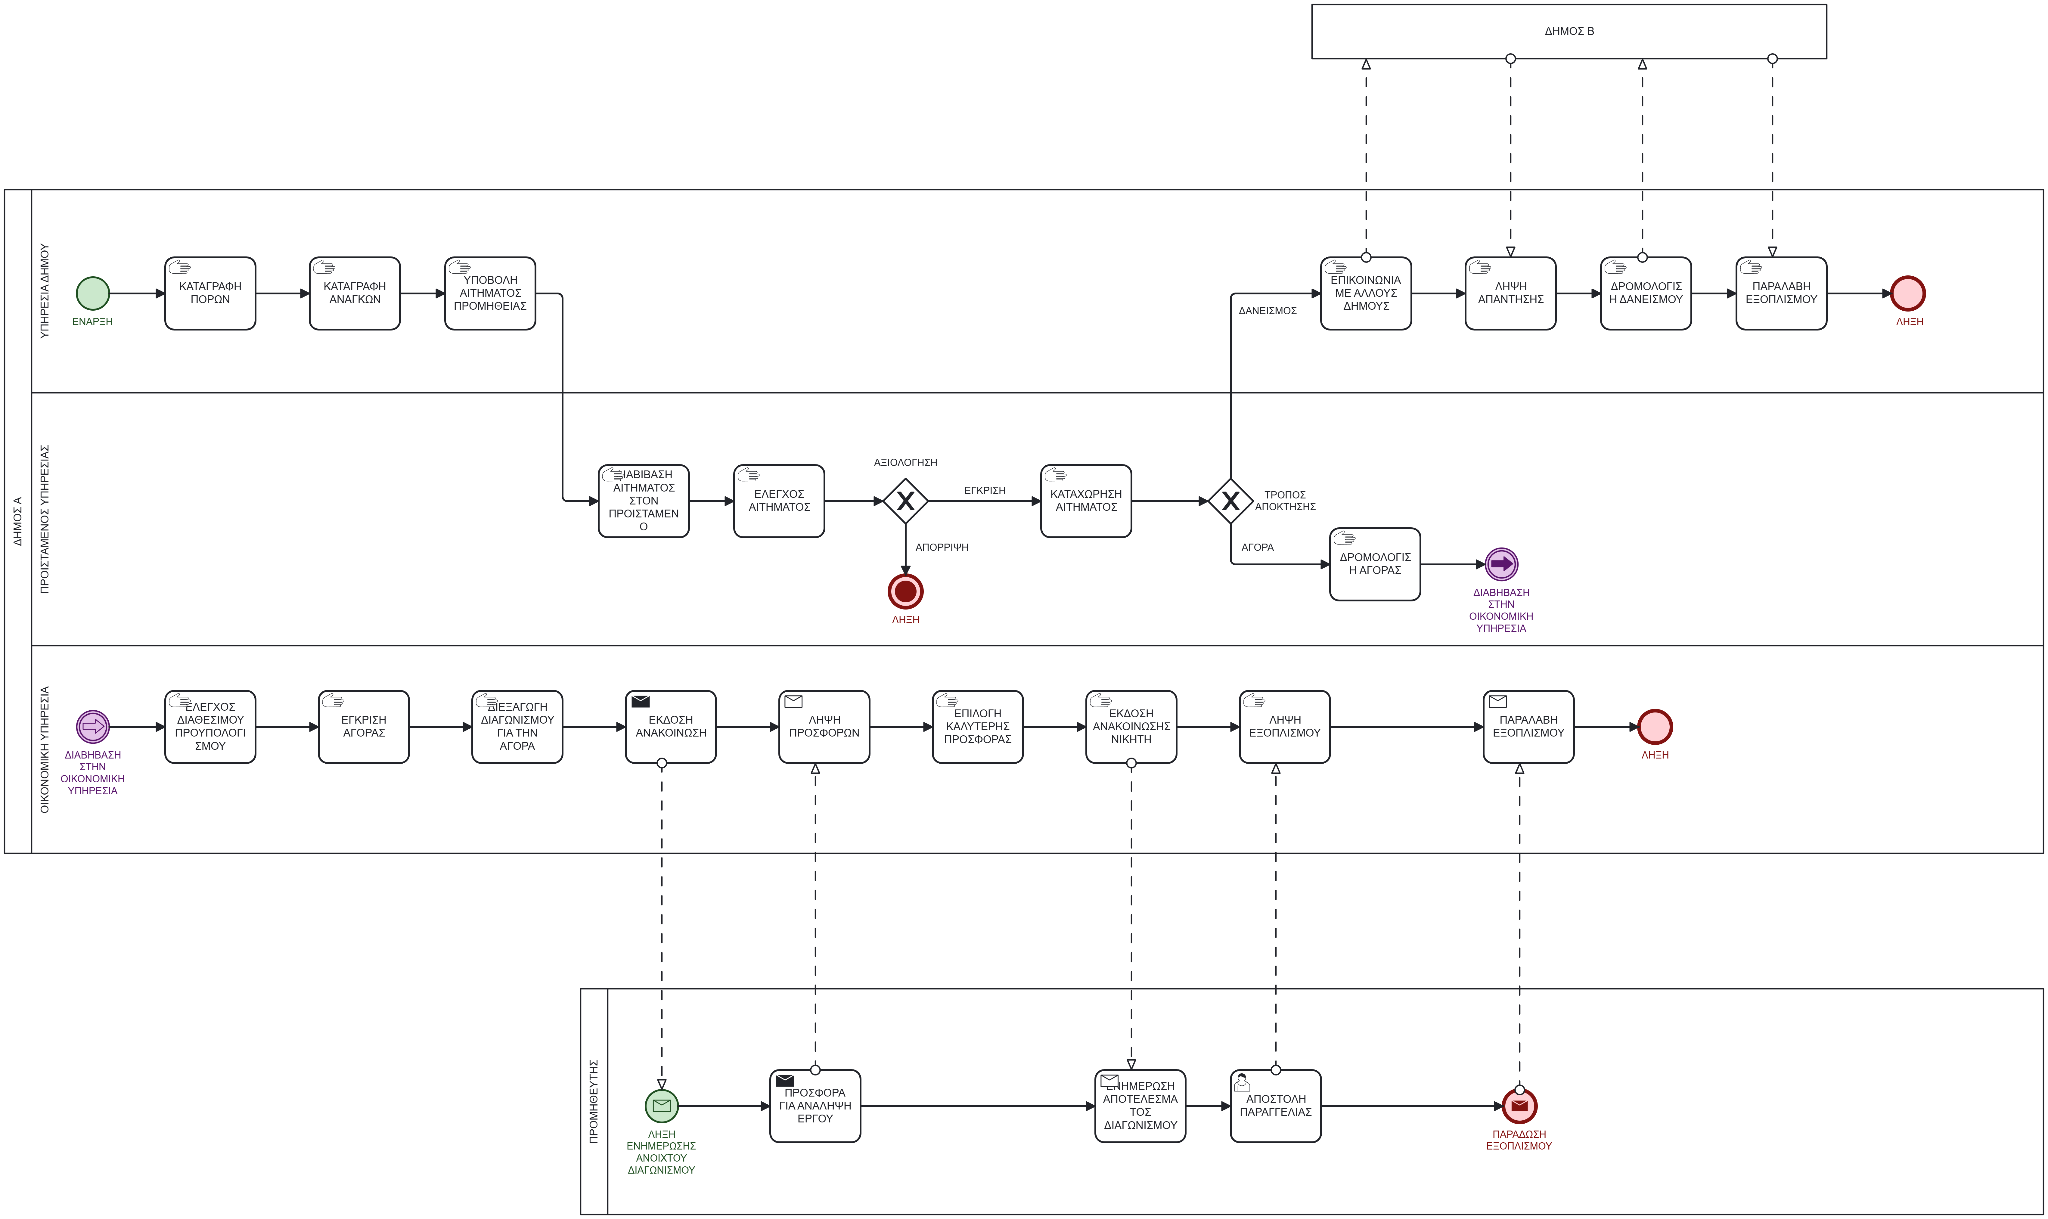 ΔΗΜΟΣ Β
ΔΗΜΟΣ Α
ΥΠΗΡΕΣΙΑ ΔΗΜΟΥ
ΕΝΑΡΞΗ
ΚΑΤΑΓΡΑΦΗ
ΠΟΡΩΝ
ΚΑΤΑΓΡΑΦΗ
ΑΝΑΓΚΩΝ
ΥΠΟΒΟΛΗ
ΑΙΤΗΜΑΤΟΣ
ΠΡΟΜΗΘΕΙΑΣ
ΔΑΝΕΙΣΜΟΣ
ΕΠΙΚΟΙΝΩΝΙΑ
ΜΕ ΑΛΛΟΥΣ
ΔΗΜΟΥΣ
ΛΗΨΗ
ΑΠΑΝΤΗΣΗΣ
ΔΡΟΜΟΛΟΓΙΣ
Η ΔΑΝΕΙΣΜΟΥ
ΠΑΡΑΛΑΒΗ
ΕΞΟΠΛΙΣΜΟΥ
ΛΗΞΗ
ΠΡΟΙΣΤΑΜΕΝΟΣ ΥΠΗΡΕΣΙΑΣ
ΔΙΑΒΙΒΑΣΗ
ΑΙΤΗΜΑΤΟΣ
ΣΤΟΝ
ΠΡΟΙΣΤΑΜΕΝ
Ο
ΕΛΕΓΧΟΣ
ΑΙΤΗΜΑΤΟΣ
ΑΞΙΟΛΟΓΗΣΗ
ΕΓΚΡΙΣΗ
ΑΠΟΡΡΙΨΗ
ΛΗΞΗ
ΚΑΤΑΧΩΡΗΣΗ
ΑΙΤΗΜΑΤΟΣ
ΤΡΟΠΟΣ
ΑΠΟΚΤΗΣΗΣ
ΑΓΟΡΑ
ΔΡΟΜΟΛΟΓΙΣ
Η ΑΓΟΡΑΣ
ΔΙΑΒΗΒΑΣΗ
ΣΤΗΝ
ΟΙΚΟΝΟΜΙΚΗ
ΥΠΗΡΕΣΙΑ
ΟΙΚΟΝΟΜΙΚΗ ΥΠΗΡΕΣΙΑ
ΔΙΑΒΗΒΑΣΗ
ΣΤΗΝ
ΟΙΚΟΝΟΜΙΚΗ
ΥΠΗΡΕΣΙΑ
ΕΛΕΓΧΟΣ
ΔΙΑΘΕΣΙΜΟΥ
ΠΡΟΥΠΟΛΟΓΙ
ΣΜΟΥ
ΕΓΚΡΙΣΗ
ΑΓΟΡΑΣ
ΔΙΕΞΑΓΩΓΗ
ΔΙΑΓΩΝΙΣΜΟΥ
ΓΙΑ ΤΗΝ
ΑΓΟΡΑ
ΕΚΔΟΣΗ
ΑΝΑΚΟΙΝΩΣΗ
ΛΗΨΗ
ΠΡΟΣΦΟΡΩΝ
ΕΠΙΛΟΓΗ
ΚΑΛΥΤΕΡΗΣ
ΠΡΟΣΦΟΡΑΣ
ΕΚΔΟΣΗ
ΑΝΑΚΟΙΝΩΣΗΣ
ΝΙΚΗΤΗ
ΛΗΨΗ
ΕΞΟΠΛΙΣΜΟΥ
ΠΑΡΑΛΑΒΗ
ΕΞΟΠΛΙΣΜΟΥ
ΛΗΞΗ
ΠΡΟΜΗΘΕΥΤΗΣ
ΛΗΞΗ
ΕΝΗΜΕΡΩΣΗΣ
ΑΝΟΙΧΤΟΥ
ΔΙΑΓΩΝΙΣΜΟΥ
ΠΡΟΣΦΟΡΑ
ΓΙΑ ΑΝΑΛΗΨΗ
ΕΡΓΟΥ
ΕΝΗΜΕΡΩΣΗ
ΑΠΟΤΕΛΕΣΜΑ
ΤΟΣ
ΔΙΑΓΩΝΙΣΜΟΥ
ΑΠΟΣΤΟΛΗ
ΠΑΡΑΓΓΕΛΙΑΣ
ΠΑΡΑΔΩΣΗ
ΕΞΟΠΛΙΣΜΟΥ